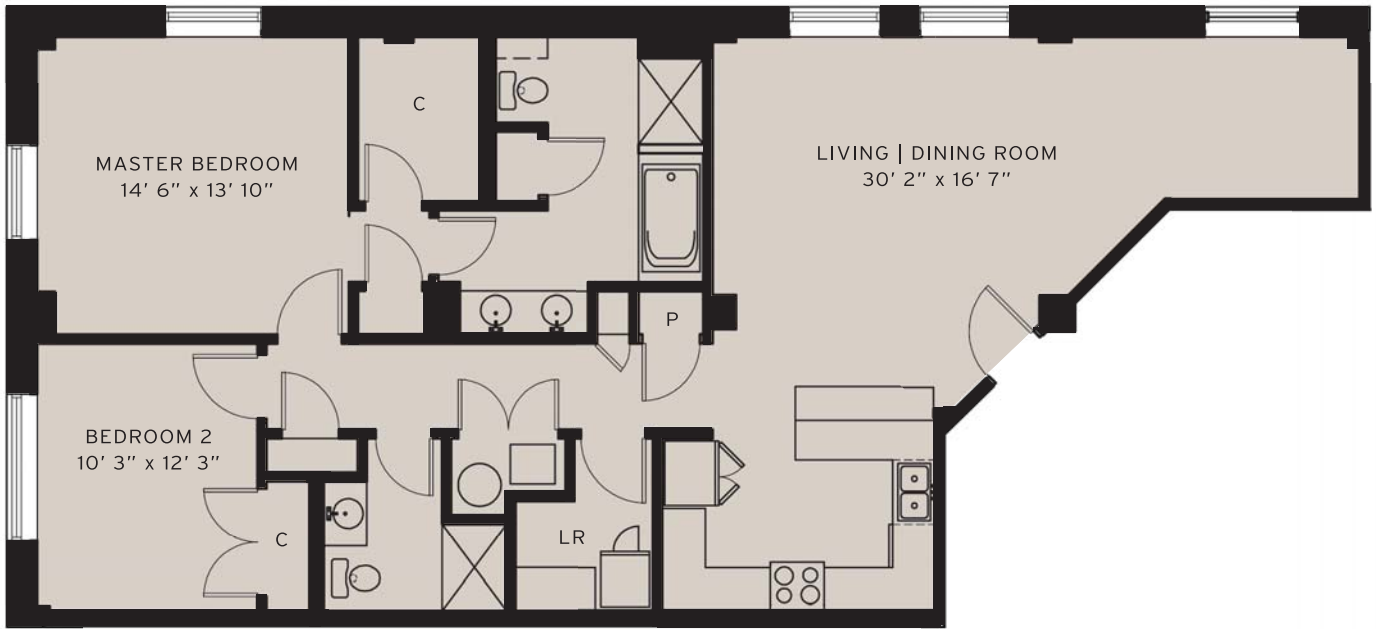 C
MASTER BEDROOM
14' 6" x 13' 10"
LIVING | DINING ROOM
30' 2" x 16' 7"
P
BEDROOM 2
10' 3" x 12' 3"
C
LR